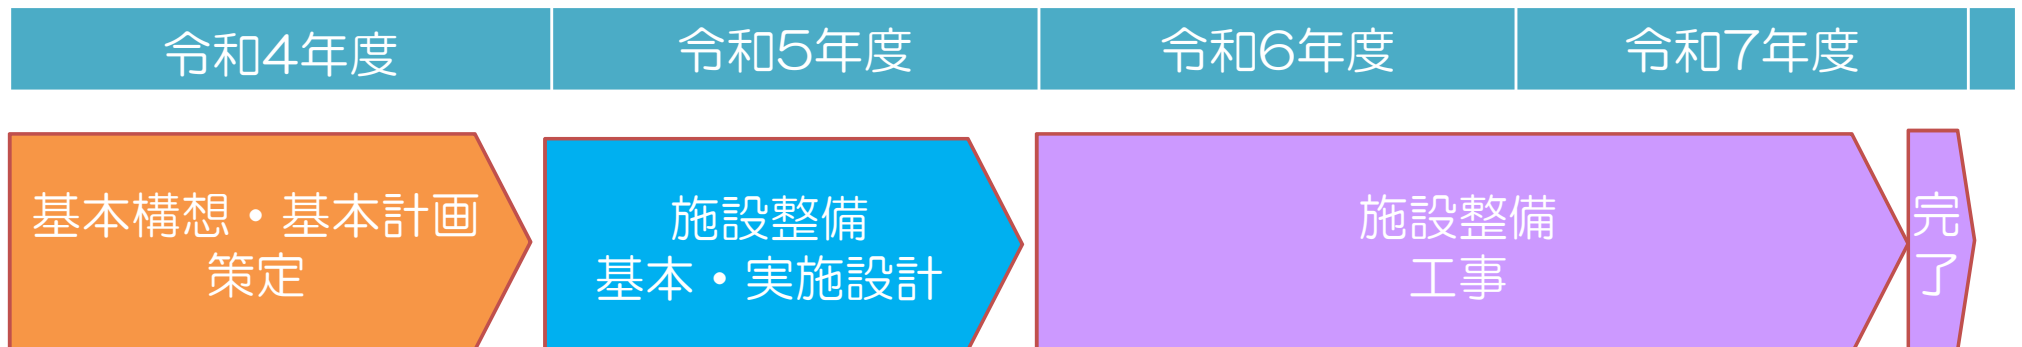 令和4年度
令和5年度
令和6年度
令和7年度
基本構想・基本計画
策定
施設整備
基本・実施設計
施設整備
工事
完
了